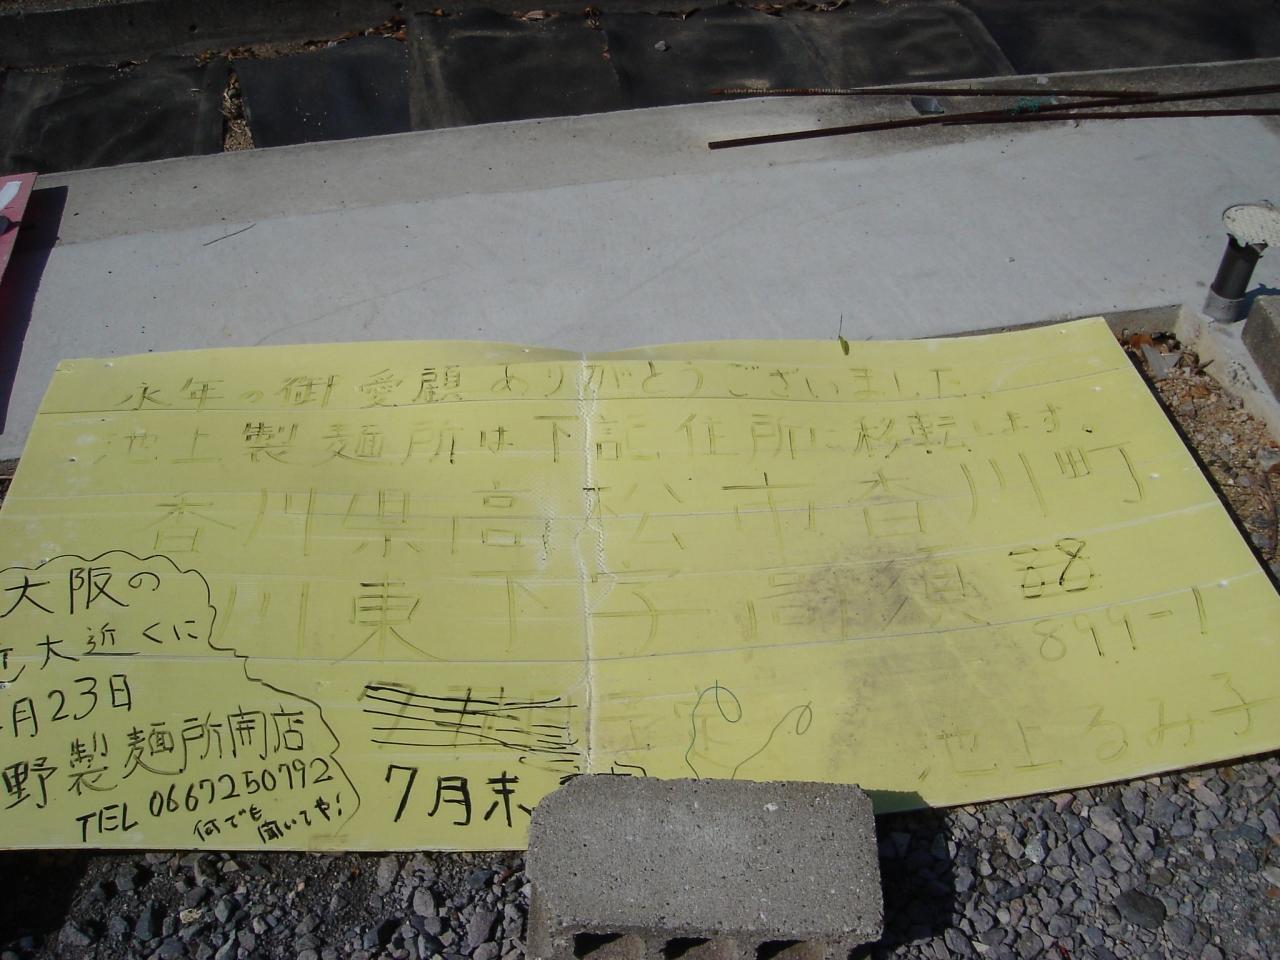 永年の御愛顧ありがとうございました。
池上製麺所は下記住所に移転します。
香川県高松市香川町
川東下字
899-1
7月末
池上るみ子
大阪の
大近くに
月23日
野製麺所開店
TEL 0667250792
何でも聞いてや!